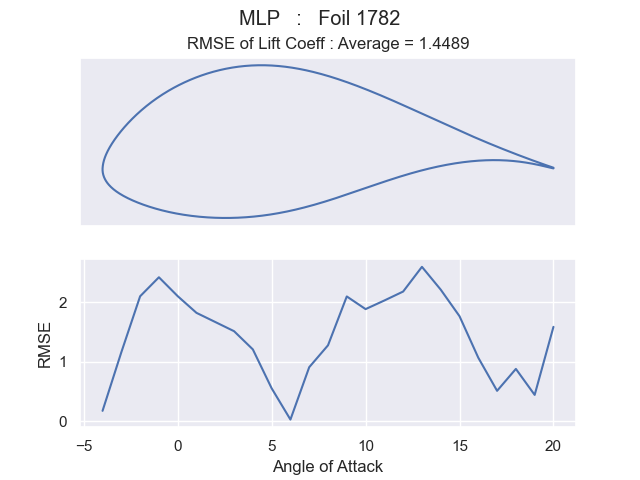 MLP   :   Foil 1782
RMSE of Lift Coeff : Average = 1.4489
2
1
0
RMSE
−5 0 5 10 15 20
Angle of Attack